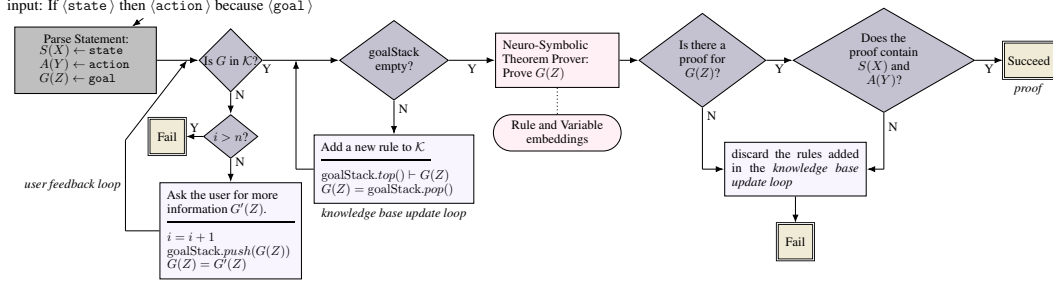 input: If ⟨state⟩ then ⟨action⟩ because ⟨goal⟩
Parse Statement:
S(X) ← state
A(Y) ← action
G(Z) ← goal
Is G in K?
Y
N
Fail
Y
i > n?
N
user feedback loop
Ask the user for more
information G′(Z).
i = i + 1
goalStack.push(G(Z))
G(Z) = G′(Z)
goalStack
empty?
Y
N
Add a new rule to K
goalStack.top() ⊢ G(Z)
G(Z) = goalStack.pop()
knowledge base update loop
Neuro-Symbolic
Theorem Prover:
Prove G(Z)
Rule and Variable
embeddings
Is there a
proof for
G(Z)?
Y
N
Does the
proof contain
S(X) and
A(Y)?
Y
N
Succeed
proof
discard the rules added
in the knowledge base
update loop
Fail